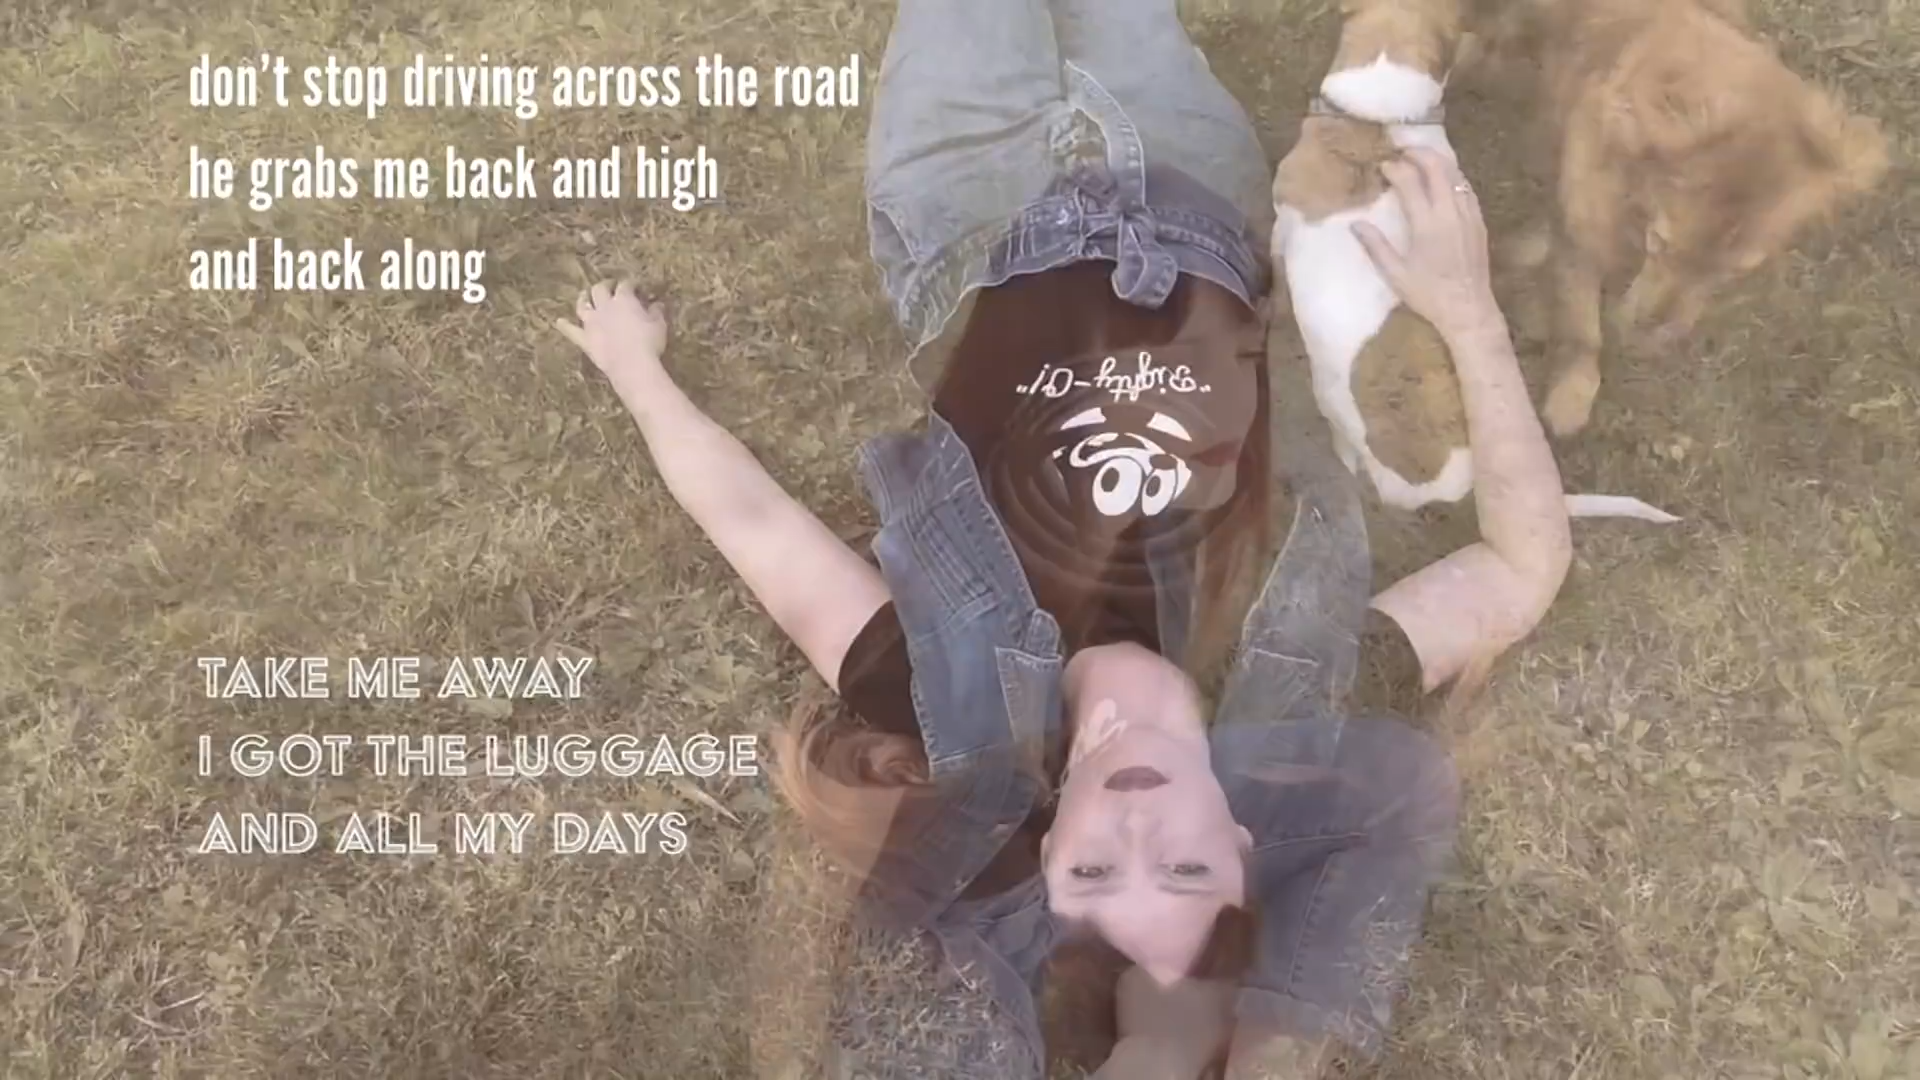 don't stop driving across the road
he grabs me back and high
and back along
TAKE ME AWAY
I GOT THE LUGGAGE
AND ALL MY DAYS